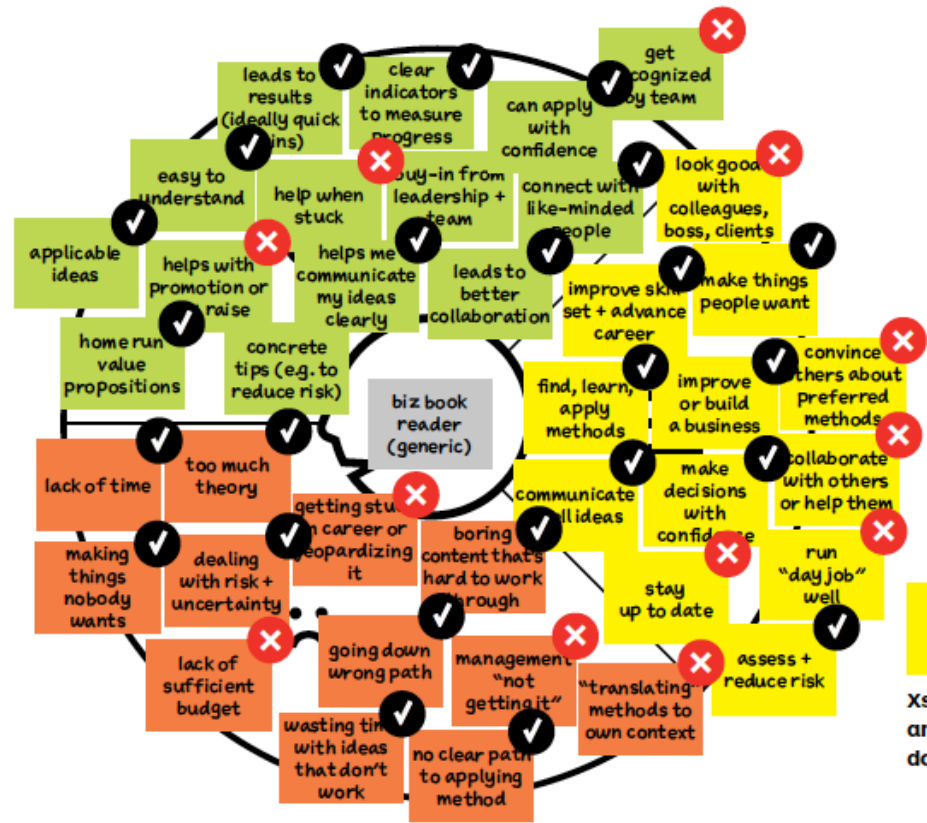 get
cognized
by team
leads to
results
(ideally quick
ins)
clear
indicators
to measure
progress
can apply
with
confidence
easy to
understand
help when
stuck
buy-in from
leadership +
team
connect with
like-minded
people
look good
with
colleagues,
boss, clients
applicable
ideas
helps with
promotion or
raise
helps me
communicate
my ideas
clearly
leads to
better
collaboration
improve skill
set + advance
career
make things
people want
home run
value
propositions
concrete
tips (e.g. to
reduce risk)
biz book
reader
(generic)
find, learn,
apply
methods
improve
or build
a business
convince
others about
preferred
methods
lack of time
too much
theory
getting stu
in career or
jeopardizing
it
boring
content that's
hard to work
through
communicate
ll ideas
make
decisions
with
confidence
collaborate
with others
or help them
making
things
nobody
wants
dealing
with risk +
uncertainty
stay
up to date
run
"day job"
well
lack of
sufficient
budget
going down
wrong path
management
"not
getting it"
"translating"
methods to
own context
assess +
reduce risk
wasting time
with ideas
that don't
work
no clear path
to applying
method
Xs
an
do